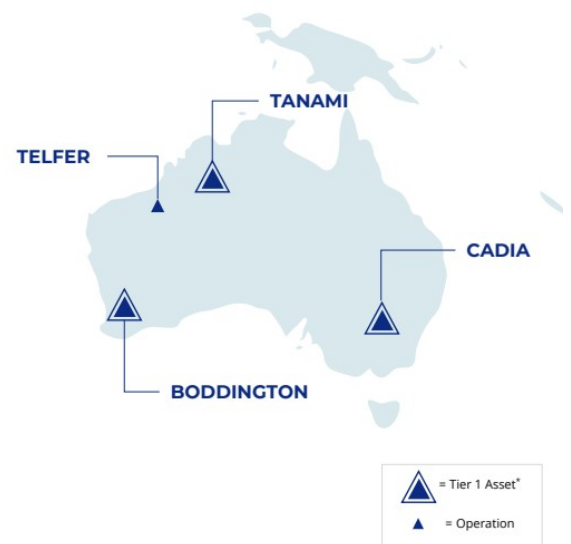 TANAMI
TELFER
CADIA
BODDINGTON
= Tier 1 Asset*
= Operation